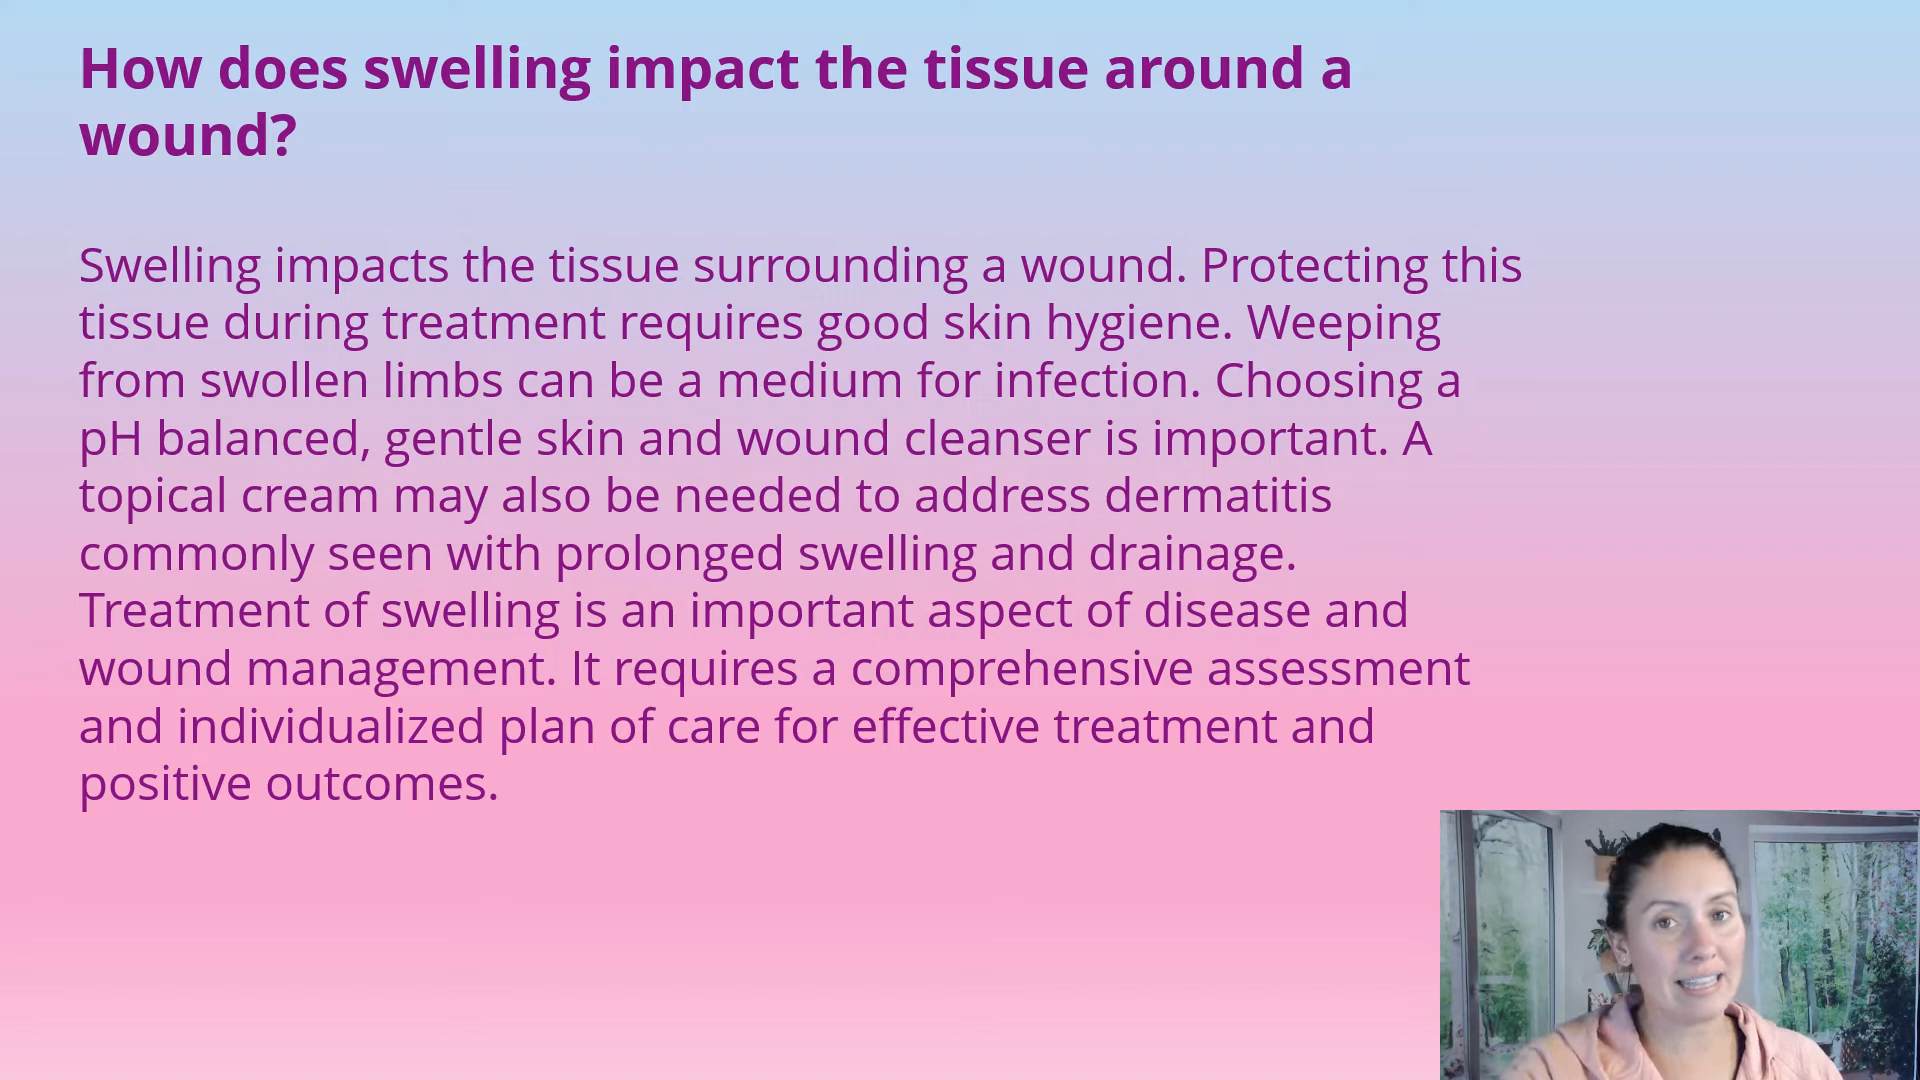 How does swelling impact the tissue around a
wound?
Swelling impacts the tissue surrounding a wound. Protecting this
tissue during treatment requires good skin hygiene. Weeping
from swollen limbs can be a medium for infection. Choosing a
pH balanced, gentle skin and wound cleanser is important. A
topical cream may also be needed to address dermatitis
commonly seen with prolonged swelling and drainage.
Treatment of swelling is an important aspect of disease and
wound management. It requires a comprehensive assessment
and individualized plan of care for effective treatment and
positive outcomes.